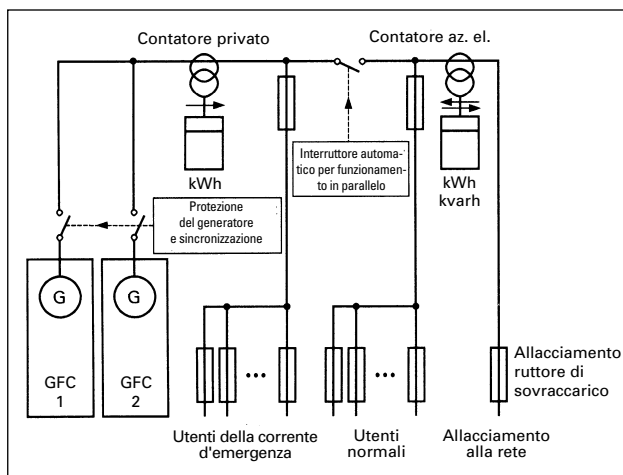 Contatore privato
Contatore az. el.
kWh
Interruttore automa-
tico per funzionamen-
to in parallelo
kWh
kvarh
Protezione
del generatore
e sincronizzazione
G
G
GFC
1
GFC
2
Allacciamento
ruttore di
sovraccarico
Utenti della corrente
d'emergenza
Utenti
normali
Allacciamento
alla rete